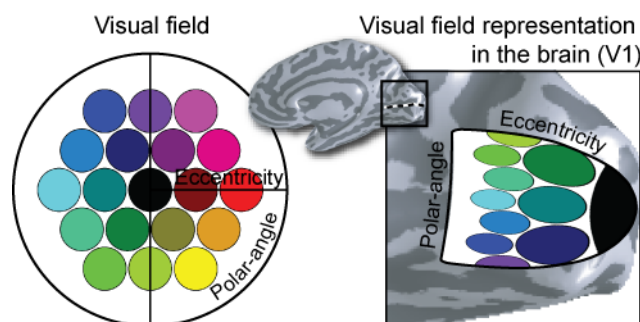 Visual field
Eccentricity
Polar-angle
Visual field representation
in the brain (V1)
Eccentricity
Polar-angle